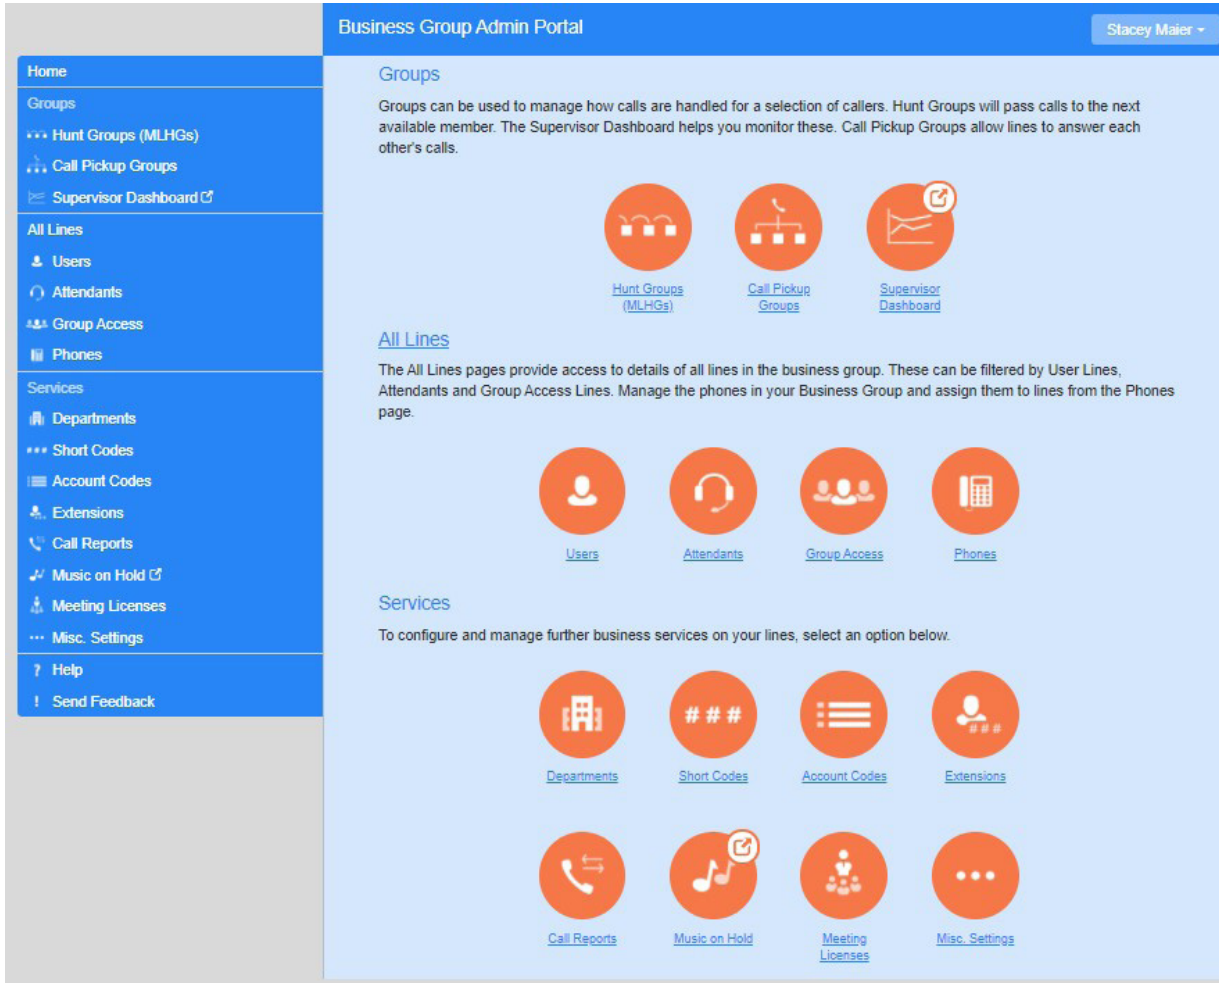 Business Group Admin Portal
Stacey Maier
Home
Groups
Hunt Groups (MLHGs)
Call Pickup Groups
Supervisor Dashboard
All Lines
Users
Attendants
Group Access
Phones
Services
Departments
### Short Codes
Account Codes
Extensions
Call Reports
Music on Hold
Meeting Licenses
Misc. Settings
? Help
! Send Feedback
Groups
Groups can be used to manage how calls are handled for a selection of callers. Hunt Groups will pass calls to the next
available member. The Supervisor Dashboard helps you monitor these. Call Pickup Groups allow lines to answer each
other's calls.
Hunt Groups
(MLHGs)
Call Pickup
Groups
Supervisor
Dashboard
All Lines
The All Lines pages provide access to details of all lines in the business group. These can be filtered by User Lines,
Attendants and Group Access Lines. Manage the phones in your Business Group and assign them to lines from the Phones
page.
Users
Attendants
Group Access
Phones
Services
To configure and manage further business services on your lines, select an option below.
###
###
Departments
Short Codes
Account Codes
Extensions
Call Reports
Music on Hold
Meeting
Licenses
Misc. Settings